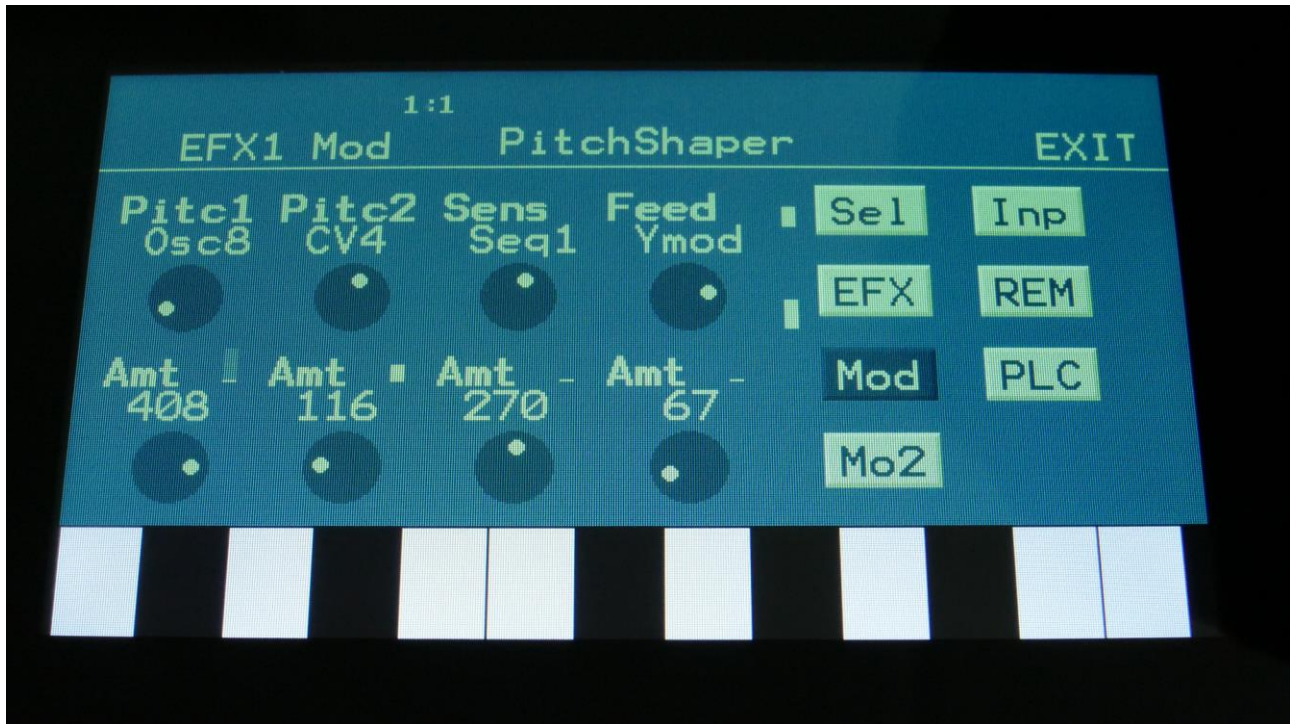 1:1
EFX1 Mod PitchShaper EXIT
Pitc1 Pitc2 Sens Feed Sel Inp
Osc8 CV4 Seq1 Ymod
EFX REM
Amt Amt Amt Amt Mod PLC
408 116 270 67
Mo2